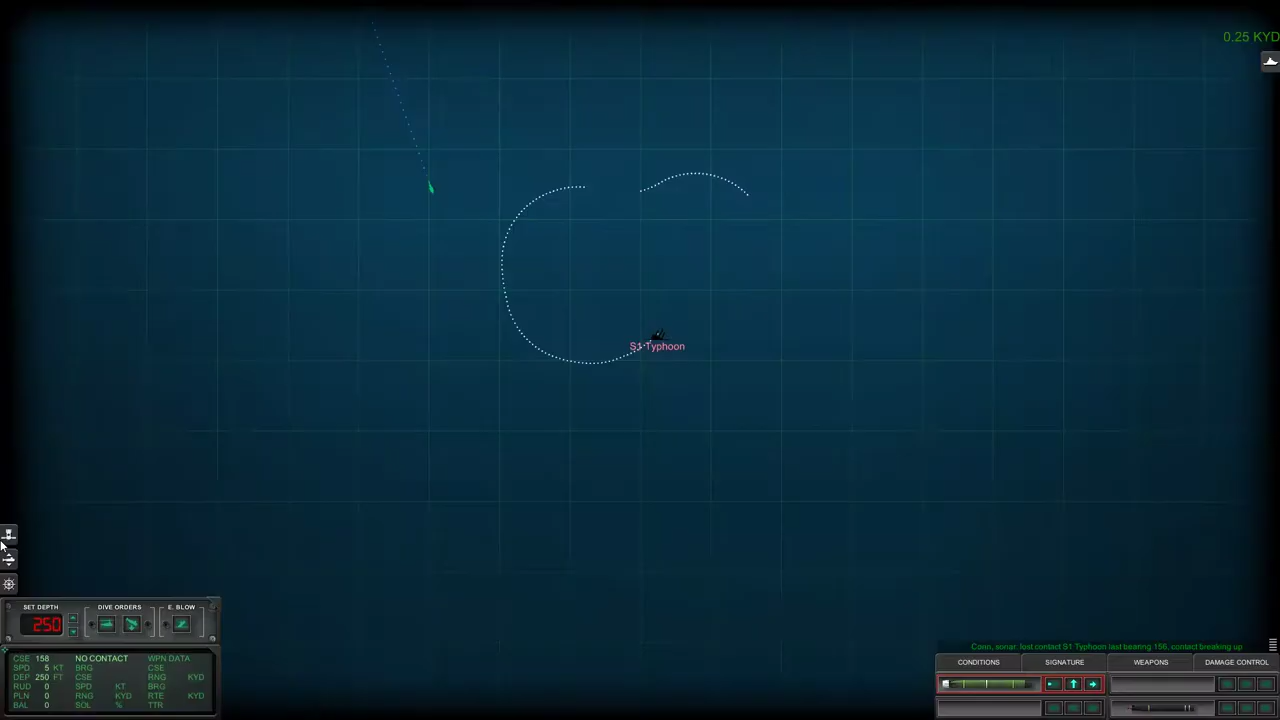 0.25 KYD
S1 Typhoon
SET DEPTH DIVE ORDERS E. BLOW
250
CSE 158 NO CONTACT WPN DATA
SPD 5 KT BRG CSE
DEP 250 FT CSE RNG KYD
RUD 0 SPD KT BRG
PLN 0 RNG KYD RTE KYD
BAL 0 SOL % TTR
Conn, sonar: lost contact S1 Typhoon last bearing 156, contact breaking up
CONDITIONS SIGNATURE WEAPONS DAMAGE CONTROL